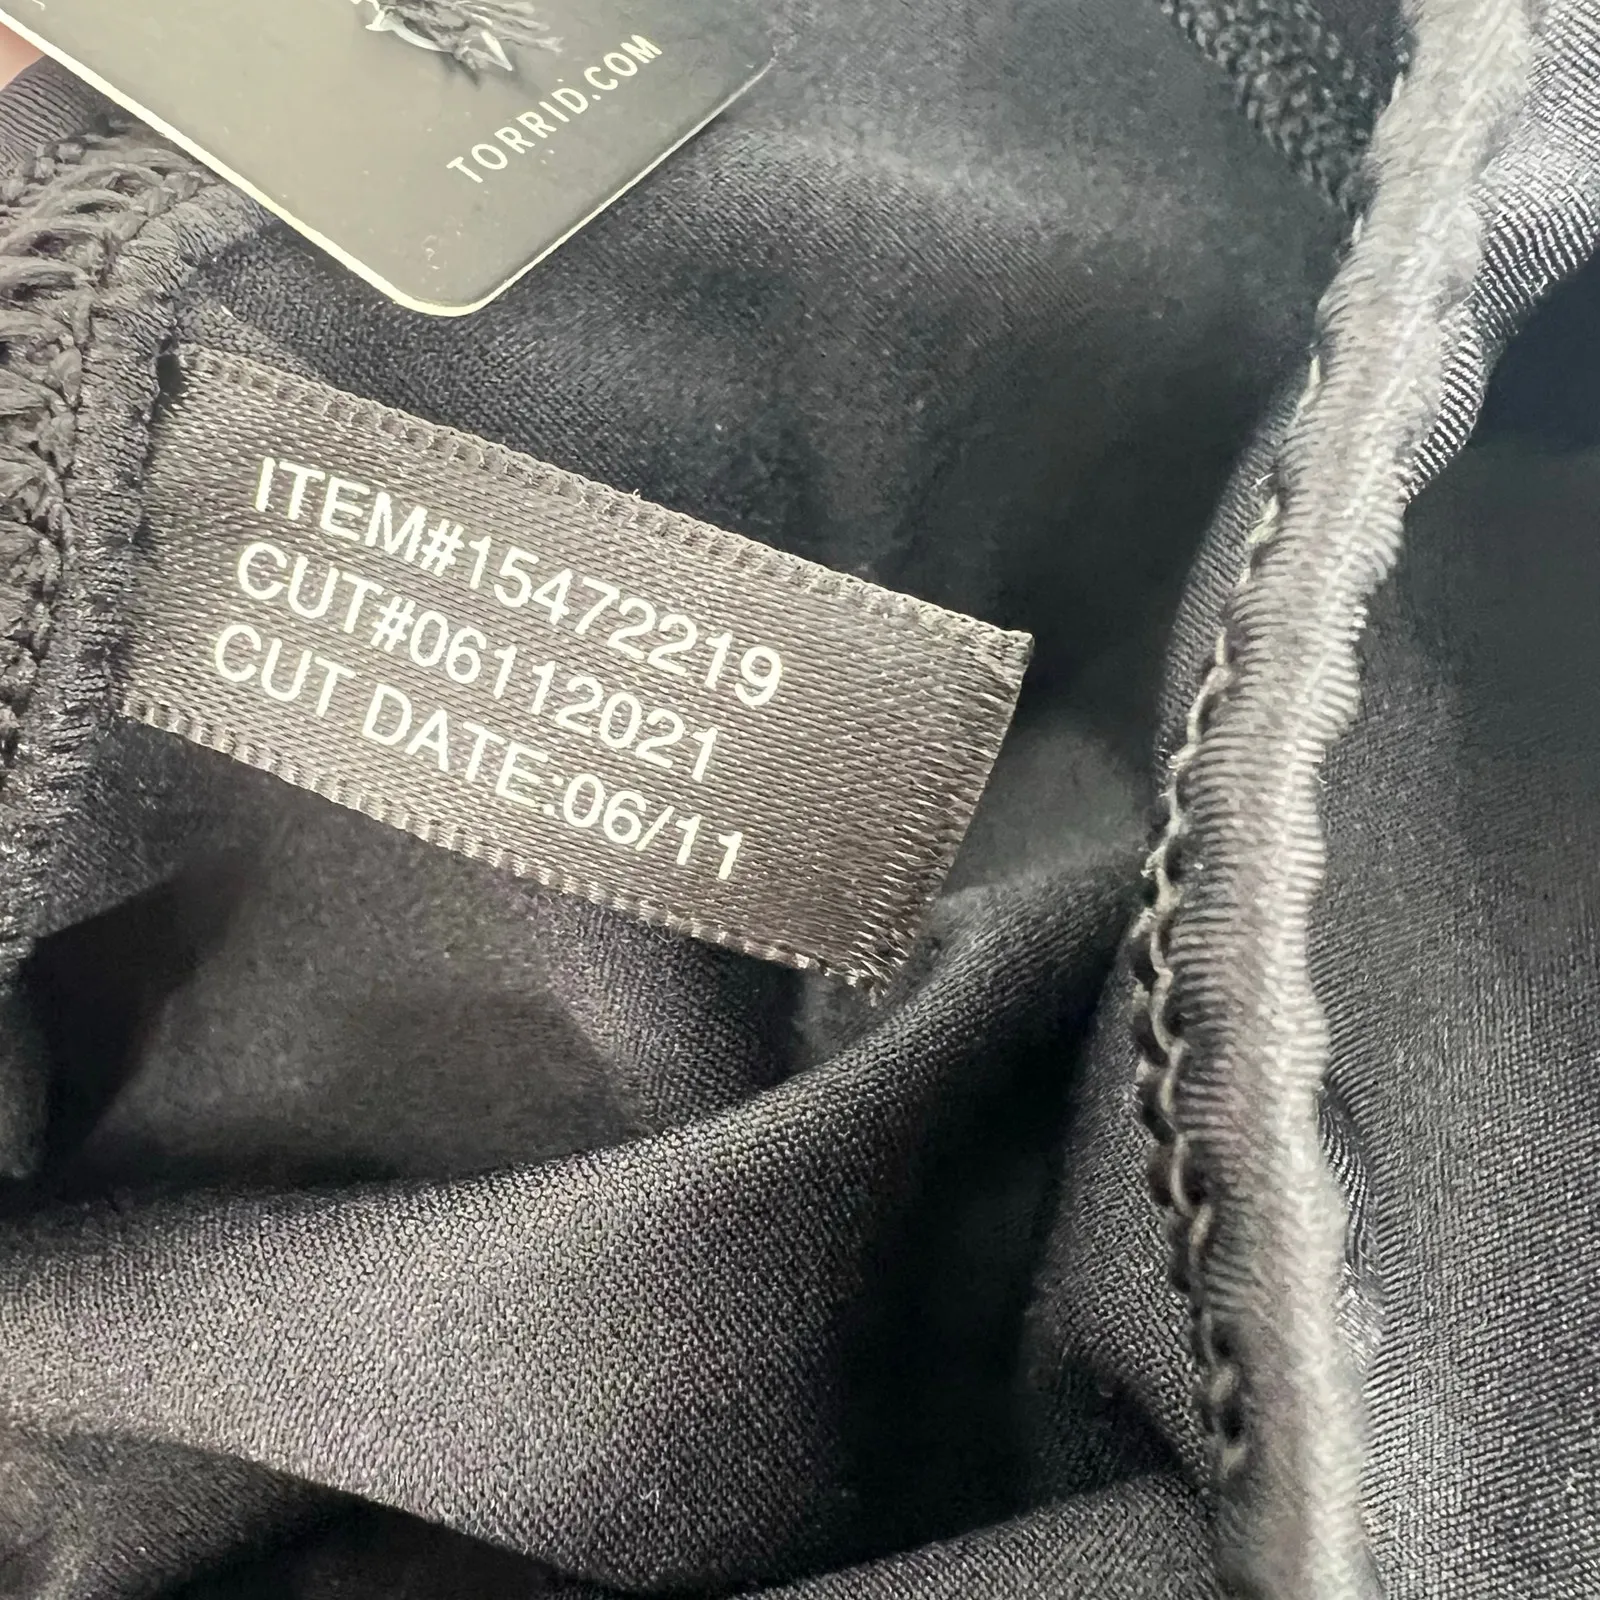 TORRID.COM
ITEM#15472219
CUT#06112021
CUT DATE:06/11